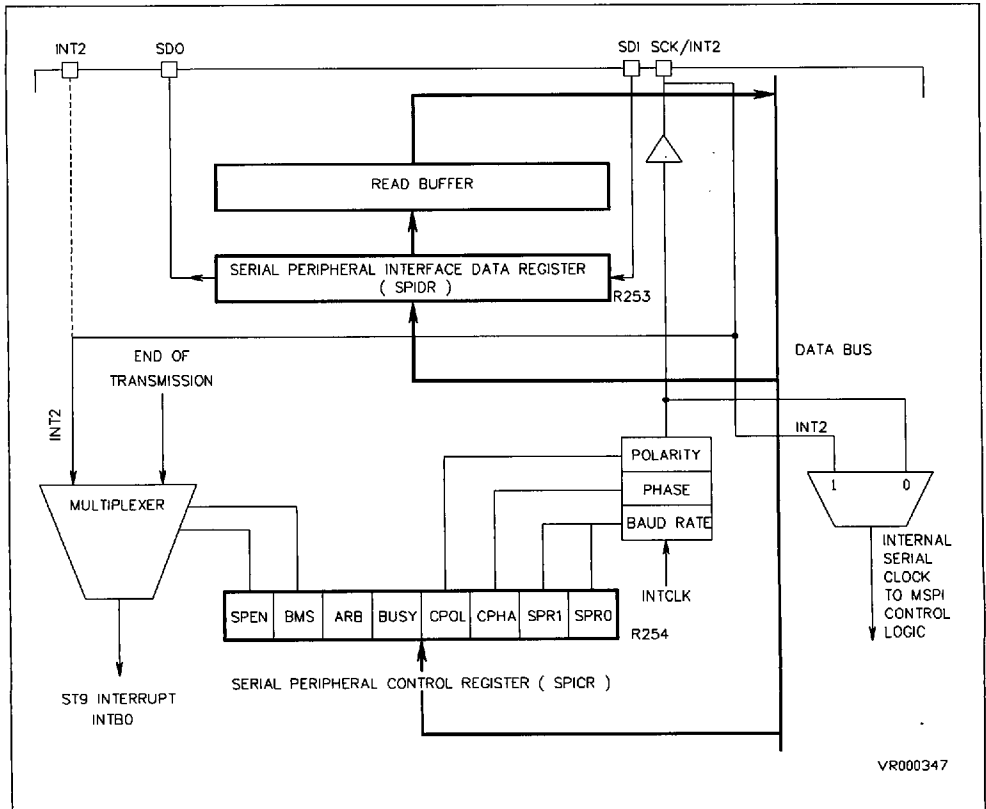 INT2
SDO
SDI SCK/INT2
READ BUFFER
SERIAL PERIPHERAL INTERFACE DATA REGISTER
( SPIDR )
R253
END OF
TRANSMISSION
DATA BUS
INT2
INT2
POLARITY
PHASE
BAUD RATE
MULTIPLEXER
1 0
INTERNAL
SERIAL
CLOCK
TO MSPI
CONTROL
LOGIC
INTCLK
SPEN BMS ARB BUSY CPOL CPHA SPR1 SPR0
R254
SERIAL PERIPHERAL CONTROL REGISTER ( SPICR )
ST9 INTERRUPT
INTB0
VR000347